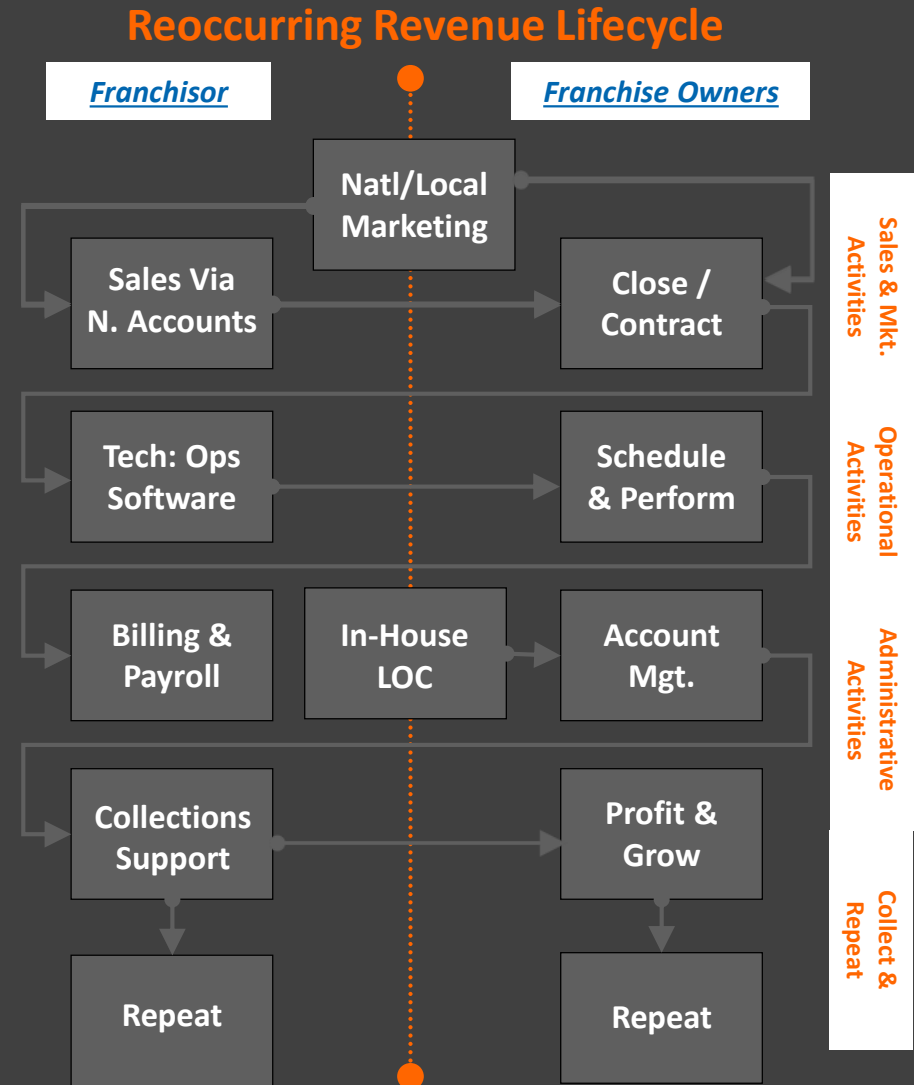 Reoccurring Revenue Lifecycle
Franchisor
Franchise Owners
Natl/Local
Marketing
Sales Via
N. Accounts
Close /
Contract
Sales & Mkt.
Activities
Tech: Ops
Software
Schedule
& Perform
Operational
Activities
Billing &
Payroll
In-House
LOC
Account
Mgt.
Administrative
Activities
Collections
Support
Profit &
Grow
Collect &
Repeat
Repeat
Repeat